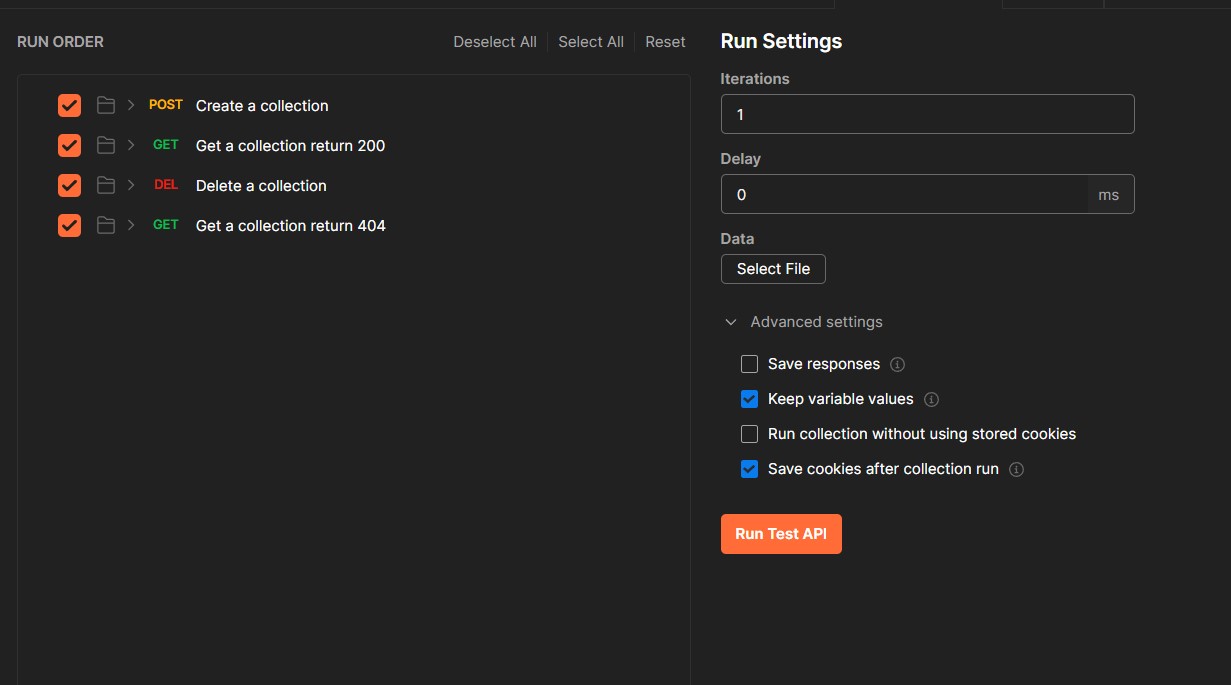 RUN ORDER
Deselect All
Select All
Reset
POST Create a collection
GET Get a collection return 200
DEL Delete a collection
GET Get a collection return 404
Run Settings
Iterations
1
Delay
0 ms
Data
Select File
Advanced settings
Save responses
Keep variable values
Run collection without using stored cookies
Save cookies after collection run
Run Test API